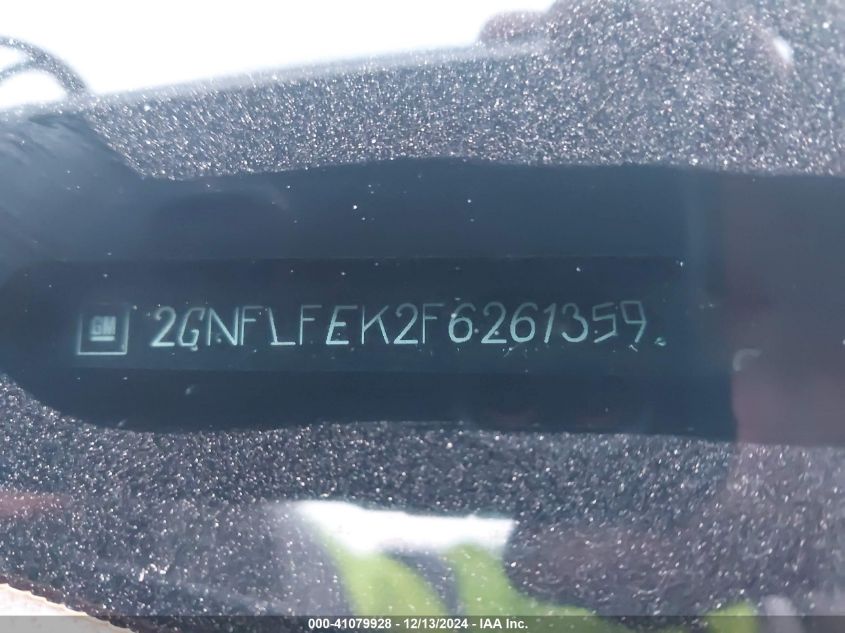 GM 2GNFLFEK2F6261359
000-41079928 - 12/13/2024 - IAA Inc.